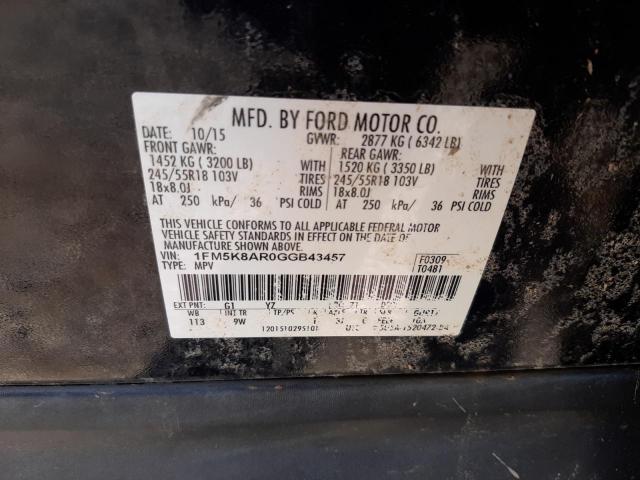 MFD. BY FORD MOTOR CO.
DATE: 10/15 GVWR: 2877 KG ( 6342 LB)
FRONT GAWR: REAR GAWR:
1452 KG ( 3200 LB) WITH 1520 KG ( 3350 LB) WITH
245/55R18 103V TIRES 245/55R18 103V TIRES
18x8.0J RIMS 18x8.0J RIMS
AT 250 kPa/ 36 PSI COLD AT 250 kPa/ 36 PSI COLD
THIS VEHICLE CONFORMS TO ALL APPLICABLE FEDERAL MOTOR
VEHICLE SAFETY STANDARDS IN EFFECT ON THE DATE OF
MANUFACTURE SHOWN ABOVE.
VIN: 1FM5K8AR0GGB43457 F0309
TYPE: MPV T0481
EXT PNT: G1 YZ
WB INT TR TP/PS
113 9W